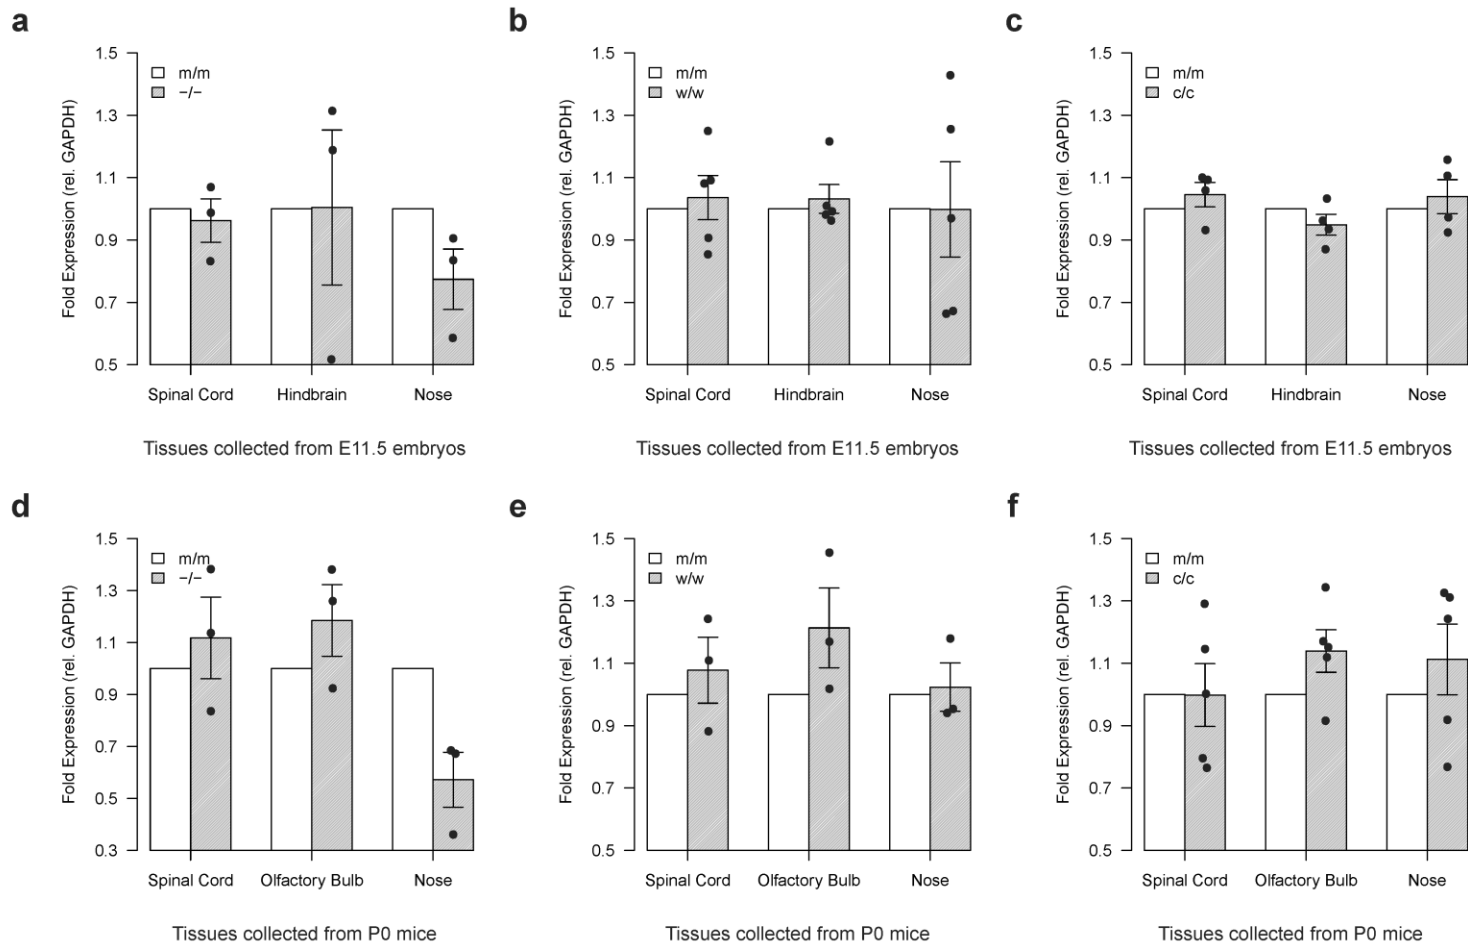 a
1.5
1.3
1.1
0.9
0.7
0.5
Fold Expression (rel. GAPDH)
m/m
−/−
Spinal Cord Hindbrain Nose
Tissues collected from E11.5 embryos
b
1.5
1.3
1.1
0.9
0.7
0.5
Fold Expression (rel. GAPDH)
m/m
w/w
Spinal Cord Hindbrain Nose
Tissues collected from E11.5 embryos
c
1.5
1.3
1.1
0.9
0.7
0.5
Fold Expression (rel. GAPDH)
m/m
c/c
Spinal Cord Hindbrain Nose
Tissues collected from E11.5 embryos
d
1.5
1.3
1.1
0.9
0.7
0.5
0.3
Fold Expression (rel. GAPDH)
m/m
−/−
Spinal Cord Olfactory Bulb Nose
Tissues collected from P0 mice
e
1.5
1.3
1.1
0.9
0.7
0.5
Fold Expression (rel. GAPDH)
m/m
w/w
Spinal Cord Olfactory Bulb Nose
Tissues collected from P0 mice
f
1.5
1.3
1.1
0.9
0.7
0.5
Fold Expression (rel. GAPDH)
m/m
c/c
Spinal Cord Olfactory Bulb Nose
Tissues collected from P0 mice